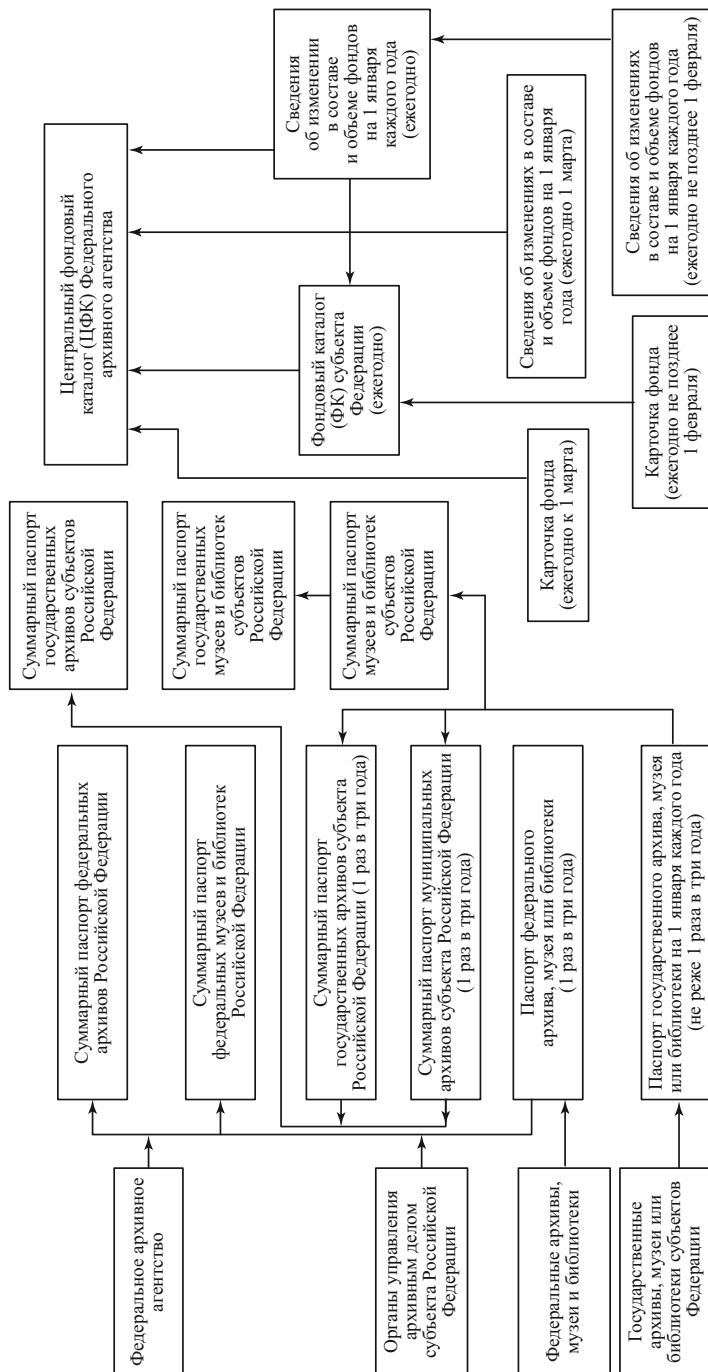 Федеральное архивное
агентство
Органы управления
архивным делом
субъекта Российской
Федерации
Федеральные архивы,
музеи и библиотеки
Государственные
архивы, музеи или
библиотеки субъектов
Федерации
Суммарный паспорт федеральных
архивов Российской Федерации
Суммарный паспорт
федеральных музеев и библиотек
Российской Федерации
Суммарный паспорт
государственных архивов субъекта
Российской Федерации (1 раз в три года)
Суммарный паспорт муниципальных
архивов субъекта Российской Федерации
(1 раз в три года)
Паспорт федерального
архива, музея или библиотеки
(1 раз в три года)
Паспорт государственного архива, музея
или библиотеки на 1 января каждого года
(не реже 1 раза в три года)
Суммарный паспорт
государственных
архивов субъектов
Российской
Федерации
Суммарный паспорт
государственных
музеев и библиотек
субъектов
Российской
Федерации
Суммарный паспорт
музеев и библиотек
субъектов
Российской
Федерации
Центральный фондовый
каталог (ЦФК) Федерального
архивного агентства
Фондовый каталог
(ФК) субъекта
Федерации
(ежегодно)
Сведения
об изменении
в составе
и объеме фондов
на 1 января
каждого года
(ежегодно)
Карточка фонда
(ежегодно к 1 марта)
Сведения об изменениях в составе
и объеме фондов на 1 января
года (ежегодно 1 марта)
Карточка фонда
(ежегодно не позднее
1 февраля)
Сведения об изменениях
в составе и объеме фондов
на 1 января каждого года
(ежегодно не позднее 1 февраля)